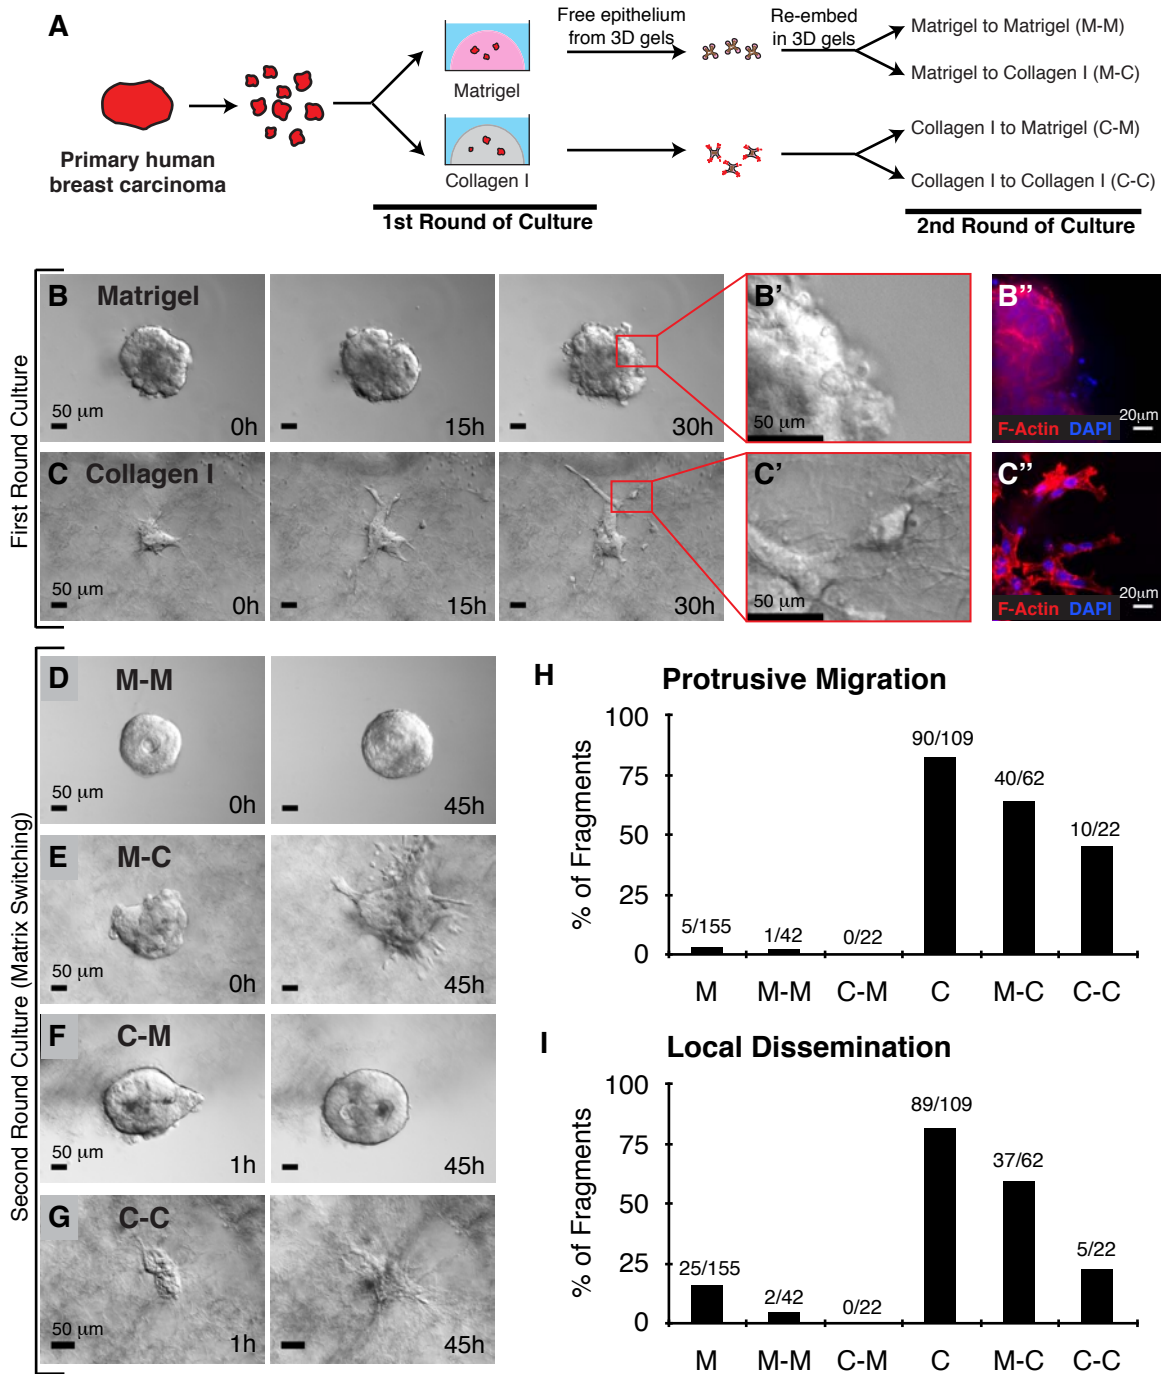 A
Primary human
breast carcinoma
Matrigel
Collagen I
1st Round of Culture
Free epithelium
from 3D gels
Re-embed
in 3D gels
Matrigel to Matrigel (M-M)
Matrigel to Collagen I (M-C)
Collagen I to Matrigel (C-M)
Collagen I to Collagen I (C-C)
2nd Round of Culture
First Round Culture
B Matrigel
50 μm
0h
15h
30h
B'
50 μm
B''
F-Actin DAPI
20μm
C Collagen I
50 μm
0h
15h
30h
C'
50 μm
C''
F-Actin DAPI
20μm
Second Round Culture (Matrix Switching)
D M-M
50 μm
0h
45h
E M-C
50 μm
0h
45h
F C-M
50 μm
1h
45h
G C-C
50 μm
1h
45h
H Protrusive Migration
% of Fragments
100
75
50
25
0
5/155
1/42
0/22
90/109
40/62
10/22
M M-M C-M C M-C C-C
I Local Dissemination
% of Fragments
100
75
50
25
0
25/155
2/42
0/22
89/109
37/62
5/22
M M-M C-M C M-C C-C